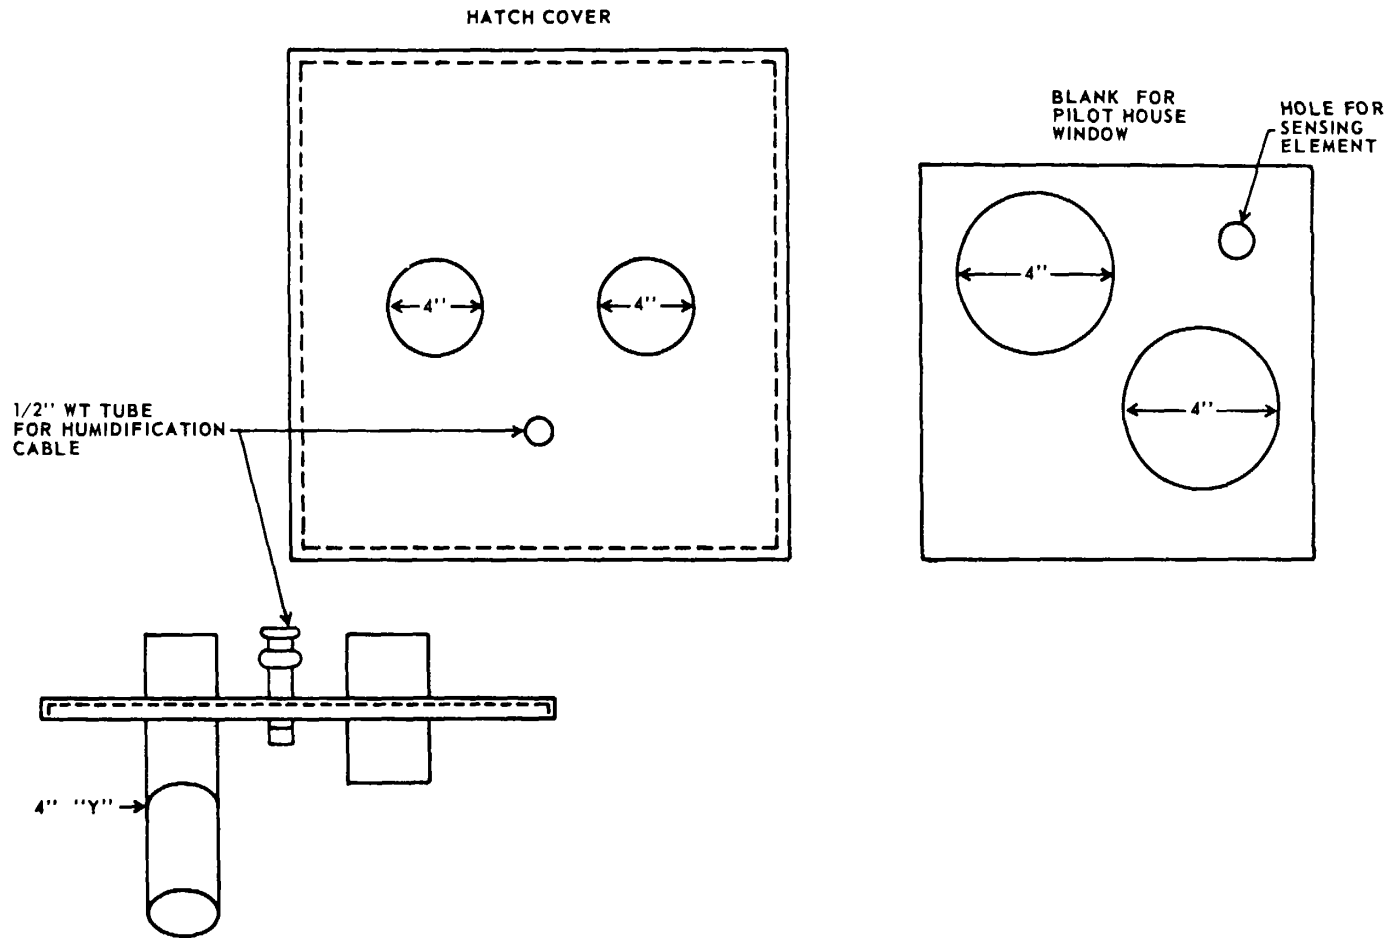 HATCH COVER
BLANK FOR
PILOT HOUSE
WINDOW
HOLE FOR
SENSING
ELEMENT
4''
4''
4''
4''
1/2'' WT TUBE
FOR HUMIDIFICATION
CABLE
4'' ''Y''